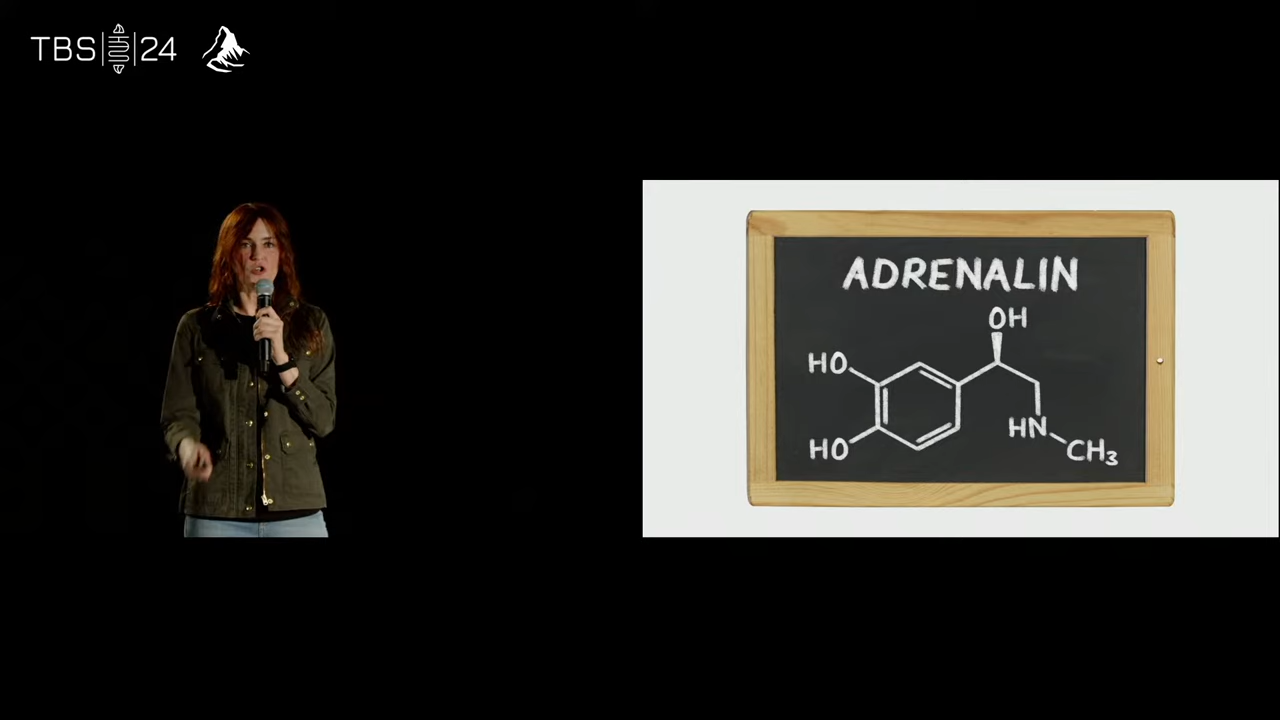 TBS 24
ADRENALIN
OH
HO
HN
HO
CH₃